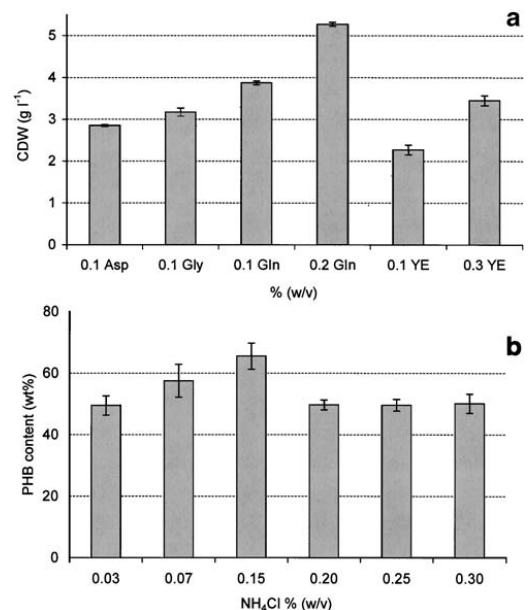 a
5
4
3
2
1
0
CDW (g l⁻¹)
0.1 Asp 0.1 Gly 0.1 Gln 0.2 Gln 0.1 YE 0.3 YE
% (w/v)
b
80
60
40
20
0
PHB content (wt%)
0.03 0.07 0.15 0.20 0.25 0.30
NH₄Cl % (w/v)